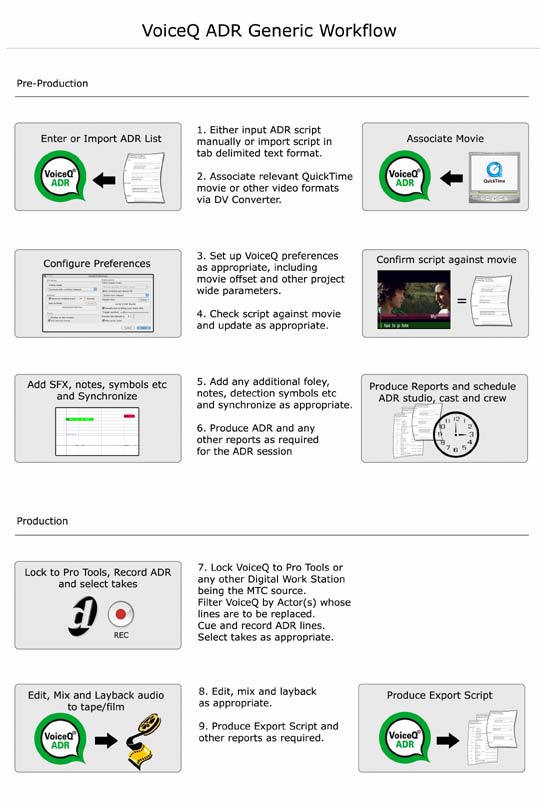 VoiceQ ADR Generic Workflow
Pre-Production
Enter or Import ADR List
VoiceQ®
ADR
1. Either input ADR script
manually or import script in
tab delimited text format.
2. Associate relevant QuickTime
movie or other video formats
via DV Converter.
Associate Movie
VoiceQ®
ADR
QuickTime
Configure Preferences
3. Set up VoiceQ preferences
as appropriate, including
movie offset and other project
wide parameters.
4. Check script against movie
and update as appropriate.
Confirm script against movie
=
Add SFX, notes, symbols etc
and Synchronize
5. Add any additional foley,
notes, detection symbols etc
and synchronize as appropriate.
6. Produce ADR and any
other reports as required
for the ADR session
Produce Reports and schedule
ADR studio, cast and crew
Production
Lock to Pro Tools, Record ADR
and select takes
REC
7. Lock VoiceQ to Pro Tools or
any other Digital Work Station
being the MTC source.
Filter VoiceQ by Actor(s) whose
lines are to be replaced.
Cue and record ADR lines.
Select takes as appropriate.
Edit, Mix and Layback audio
to tape/film
VoiceQ®
ADR
8. Edit, mix and layback
as appropriate.
9. Produce Export Script and
other reports as required.
Produce Export Script
VoiceQ®
ADR